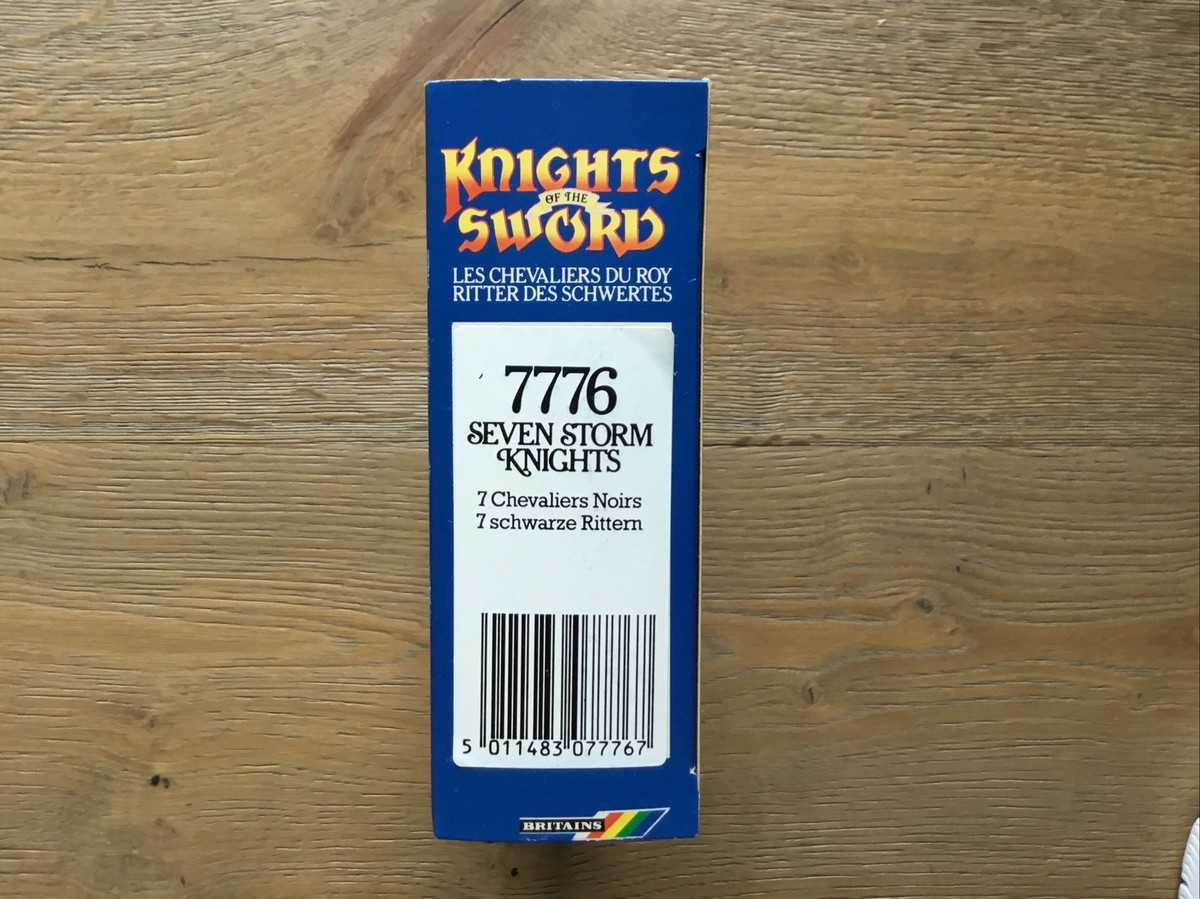 KNIGHTS
OF THE
SWORD
LES CHEVALIERS DU ROY
RITTER DES SCHWERTES
7776
SEVEN STORM
KNIGHTS
7 Chevaliers Noirs
7 schwarze Rittern
5 011483 077767
BRITAINS